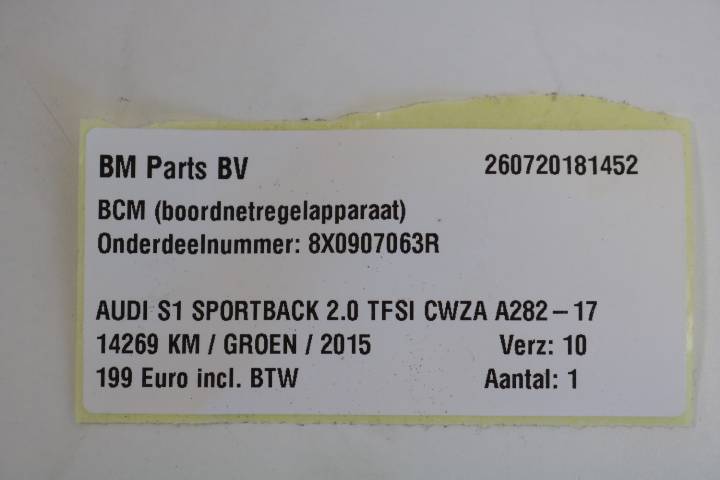 BM Parts BV 260720181452
BCM (boordnetregelapparaat)
Onderdeelnummer: 8X0907063R
AUDI S1 SPORTBACK 2.0 TFSI CWZA A282-17
14269 KM / GROEN / 2015 Verz: 10
199 Euro incl. BTW Aantal: 1